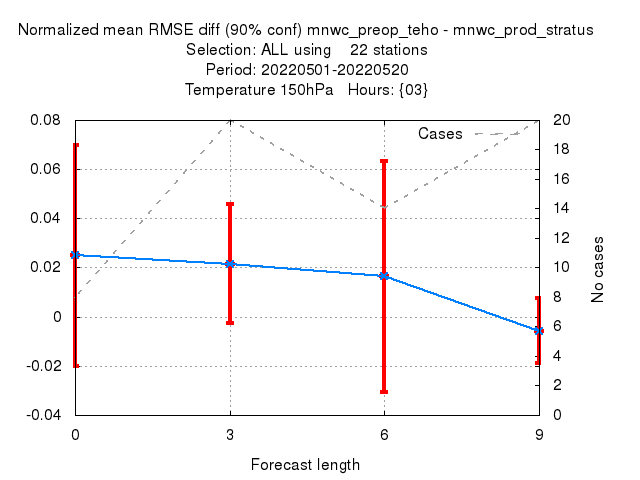 Normalized mean RMSE diff (90% conf) mnwc_preop_teho - mnwc_prod_stratus
Selection: ALL using    22 stations
Period: 20220501-20220520
Temperature 150hPa   Hours: {03}
Cases
0.08
0.06
0.04
0.02
0
-0.02
-0.04
20
18
16
14
12
10
8
6
4
2
0
No cases
0 3 6 9
Forecast length